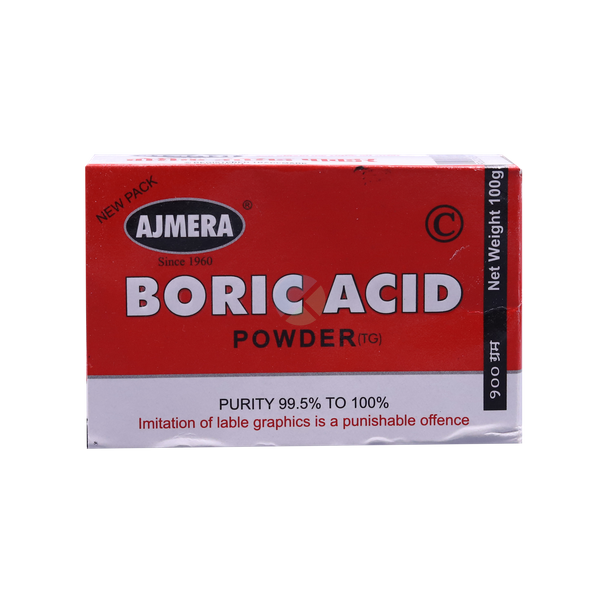 NEW PACK
AJMERA ®
Since 1960
©
BORIC ACID
POWDER (TG)
PURITY 99.5% TO 100%
Imitation of lable graphics is a punishable offence
१०० ग्राम
Net Weight 100g